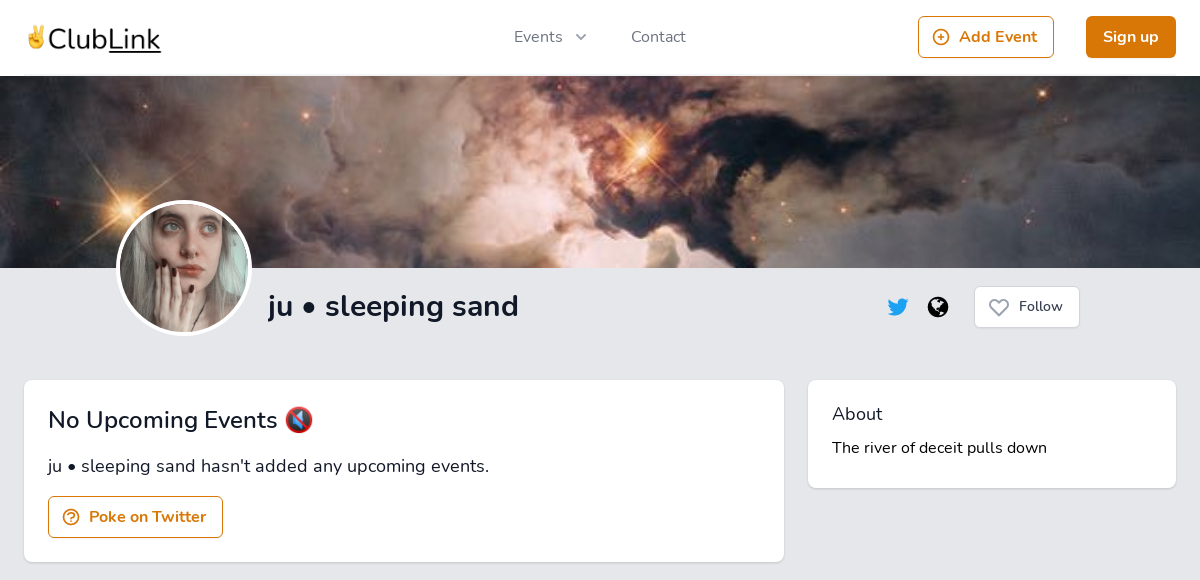 ClubLink
Events
Contact
Add Event
Sign up
ju • sleeping sand
Follow
No Upcoming Events
ju • sleeping sand hasn't added any upcoming events.
Poke on Twitter
About
The river of deceit pulls down